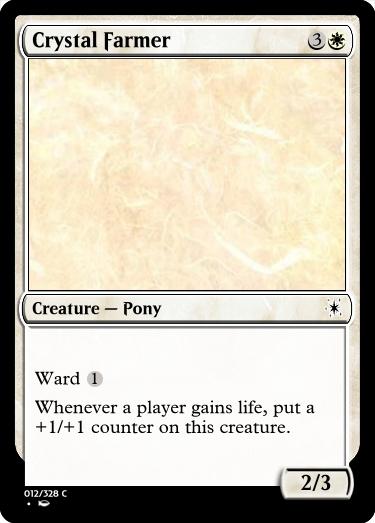 Crystal Farmer 3
Creature — Pony
Ward 1
Whenever a player gains life, put a
+1/+1 counter on this creature.
2/3
012/328 C